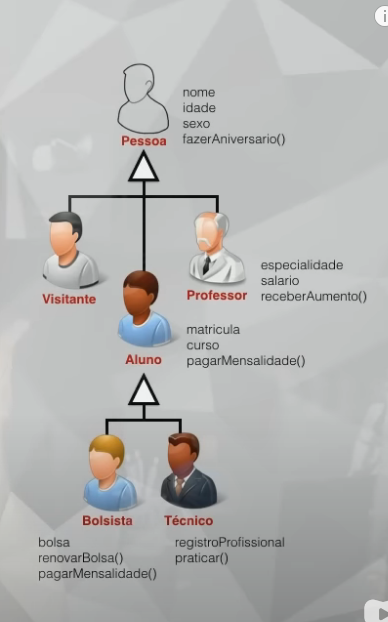 nome
idade
sexo
fazerAniversario()
Pessoa
Visitante
Professor
especialidade
salario
receberAumento()
Aluno
matricula
curso
pagarMensalidade()
Bolsista
Técnico
bolsa
renovarBolsa()
pagarMensalidade()
registroProfissional
praticar()